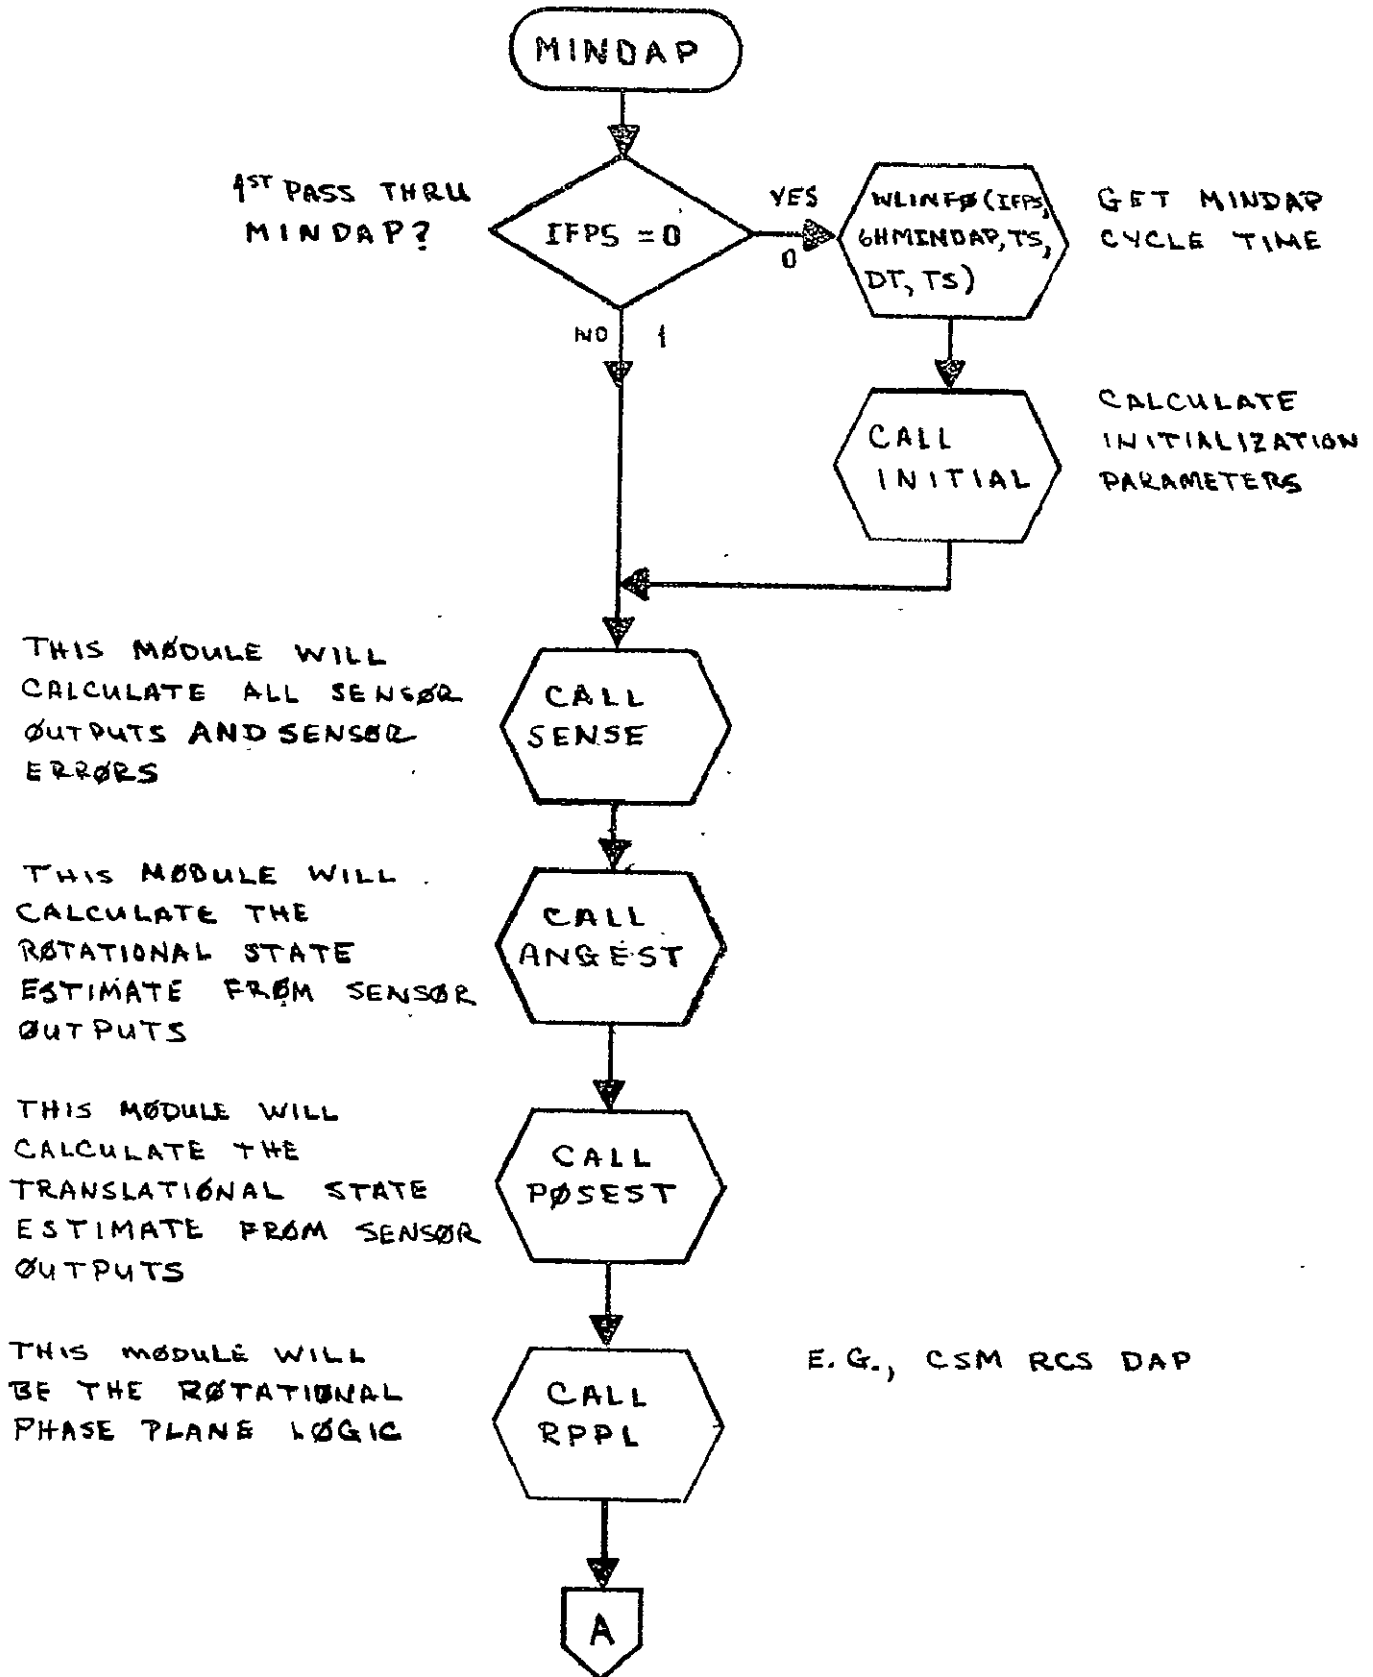 MINDAP
1ST PASS THRU
MINDAP?
IFPS = 0
YES
0
WLINFØ(IFPS,
6HMINDAP,TS,
DT, TS)
GET MINDAP
CYCLE TIME
NO 1
CALL
INITIAL
CALCULATE
INITIALIZATION
PARAMETERS
THIS MØDULE WILL
CALCULATE ALL SENSØR
ØUTPUTS AND SENSØR
ERRØRS
CALL
SENSE
THIS MØDULE WILL
CALCULATE THE
RØTATIONAL STATE
ESTIMATE FRØM SENSØR
ØUTPUTS
CALL
ANGEST
THIS MØDULE WILL
CALCULATE THE
TRANSLATIØNAL STATE
ESTIMATE FRØM SENSØR
ØUTPUTS
CALL
PØSEST
THIS MØDULE WILL
BE THE RØTATIØNAL
PHASE PLANE LØGIC
CALL
RPPL
E.G., CSM RCS DAP
A